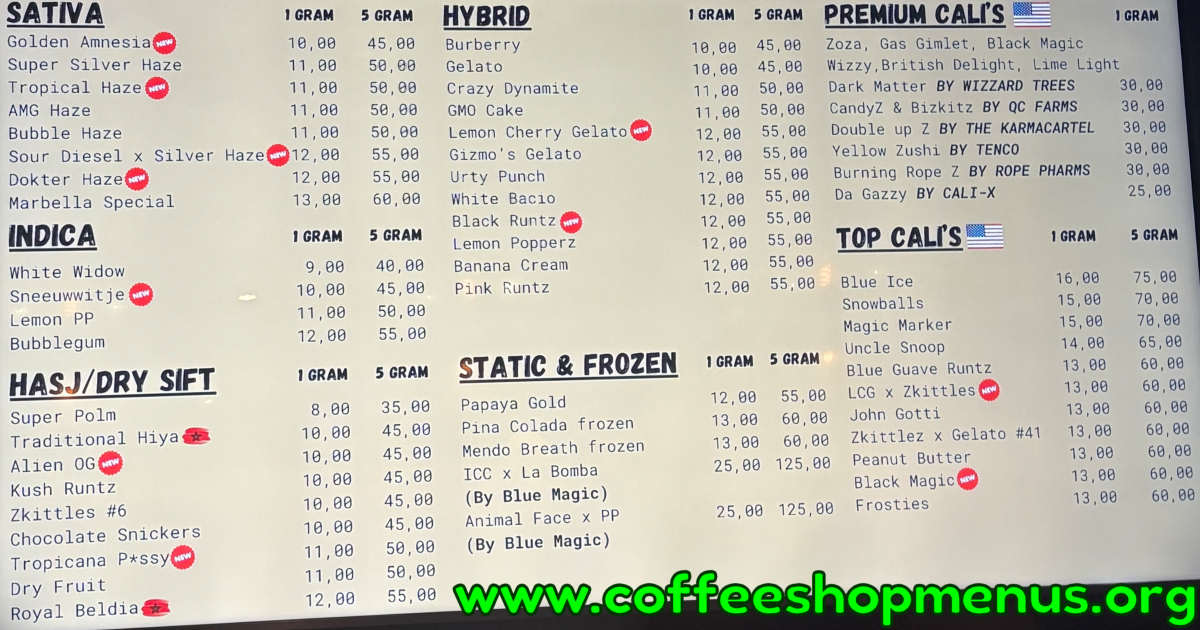 SATIVA 1 GRAM 5 GRAM
Golden Amnesia NEW 10,00 45,00
Super Silver Haze 11,00 50,00
Tropical Haze NEW 11,00 50,00
AMG Haze 11,00 50,00
Bubble Haze 11,00 50,00
Sour Diesel x Silver Haze NEW 12,00 55,00
Dokter Haze NEW 12,00 55,00
Marbella Special 13,00 60,00
INDICA 1 GRAM 5 GRAM
White Widow 9,00 40,00
Sneeuwwitje NEW 10,00 45,00
Lemon PP 11,00 50,00
Bubblegum 12,00 55,00
HASJ/DRY SIFT 1 GRAM 5 GRAM
Super Polm 8,00 35,00
Traditional Hiya 10,00 45,00
Alien OG NEW 10,00 45,00
Kush Runtz 10,00 45,00
Zkittles #6 10,00 45,00
Chocolate Snickers 10,00 45,00
Tropicana P*ssy NEW 11,00 50,00
Dry Fruit 11,00 50,00
Royal Beldia 12,00 55,00
HYBRID 1 GRAM 5 GRAM
Burberry 10,00 45,00
Gelato 10,00 45,00
Crazy Dynamite 11,00 50,00
GMO Cake 11,00 50,00
Lemon Cherry Gelato NEW 12,00 55,00
Gizmo's Gelato 12,00 55,00
Urty Punch 12,00 55,00
White Bacio 12,00 55,00
Black Runtz NEW 12,00 55,00
Lemon Popperz 12,00 55,00
Banana Cream 12,00 55,00
Pink Runtz 12,00 55,00
STATIC & FROZEN 1 GRAM 5 GRAM
Papaya Gold 12,00 55,00
Pina Colada frozen 13,00 60,00
Mendo Breath frozen 13,00 60,00
ICC x La Bomba 25,00 125,00
(By Blue Magic)
Animal Face x PP 25,00 125,00
(By Blue Magic)
PREMIUM CALI'S 1 GRAM
Zoza, Gas Gimlet, Black Magic
Wizzy,British Delight, Lime Light
Dark Matter BY WIZZARD TREES 30,00
CandyZ & Bizkitz BY QC FARMS 30,00
Double up Z BY THE KARMACARTEL 30,00
Yellow Zushi BY TENCO 30,00
Burning Rope Z BY ROPE PHARMS 30,00
Da Gazzy BY CALI-X 25,00
TOP CALI'S 1 GRAM 5 GRAM
Blue Ice 16,00 75,00
Snowballs 15,00 70,00
Magic Marker 15,00 70,00
Uncle Snoop 14,00 65,00
Blue Guave Runtz 13,00 60,00
LCG x Zkittles NEW 13,00 60,00
John Gotti 13,00 60,00
Zkittlez x Gelato #41 13,00 60,00
Peanut Butter 13,00 60,00
Black Magic NEW 13,00 60,00
Frosties 13,00 60,00
www.coffeeshopmenus.org